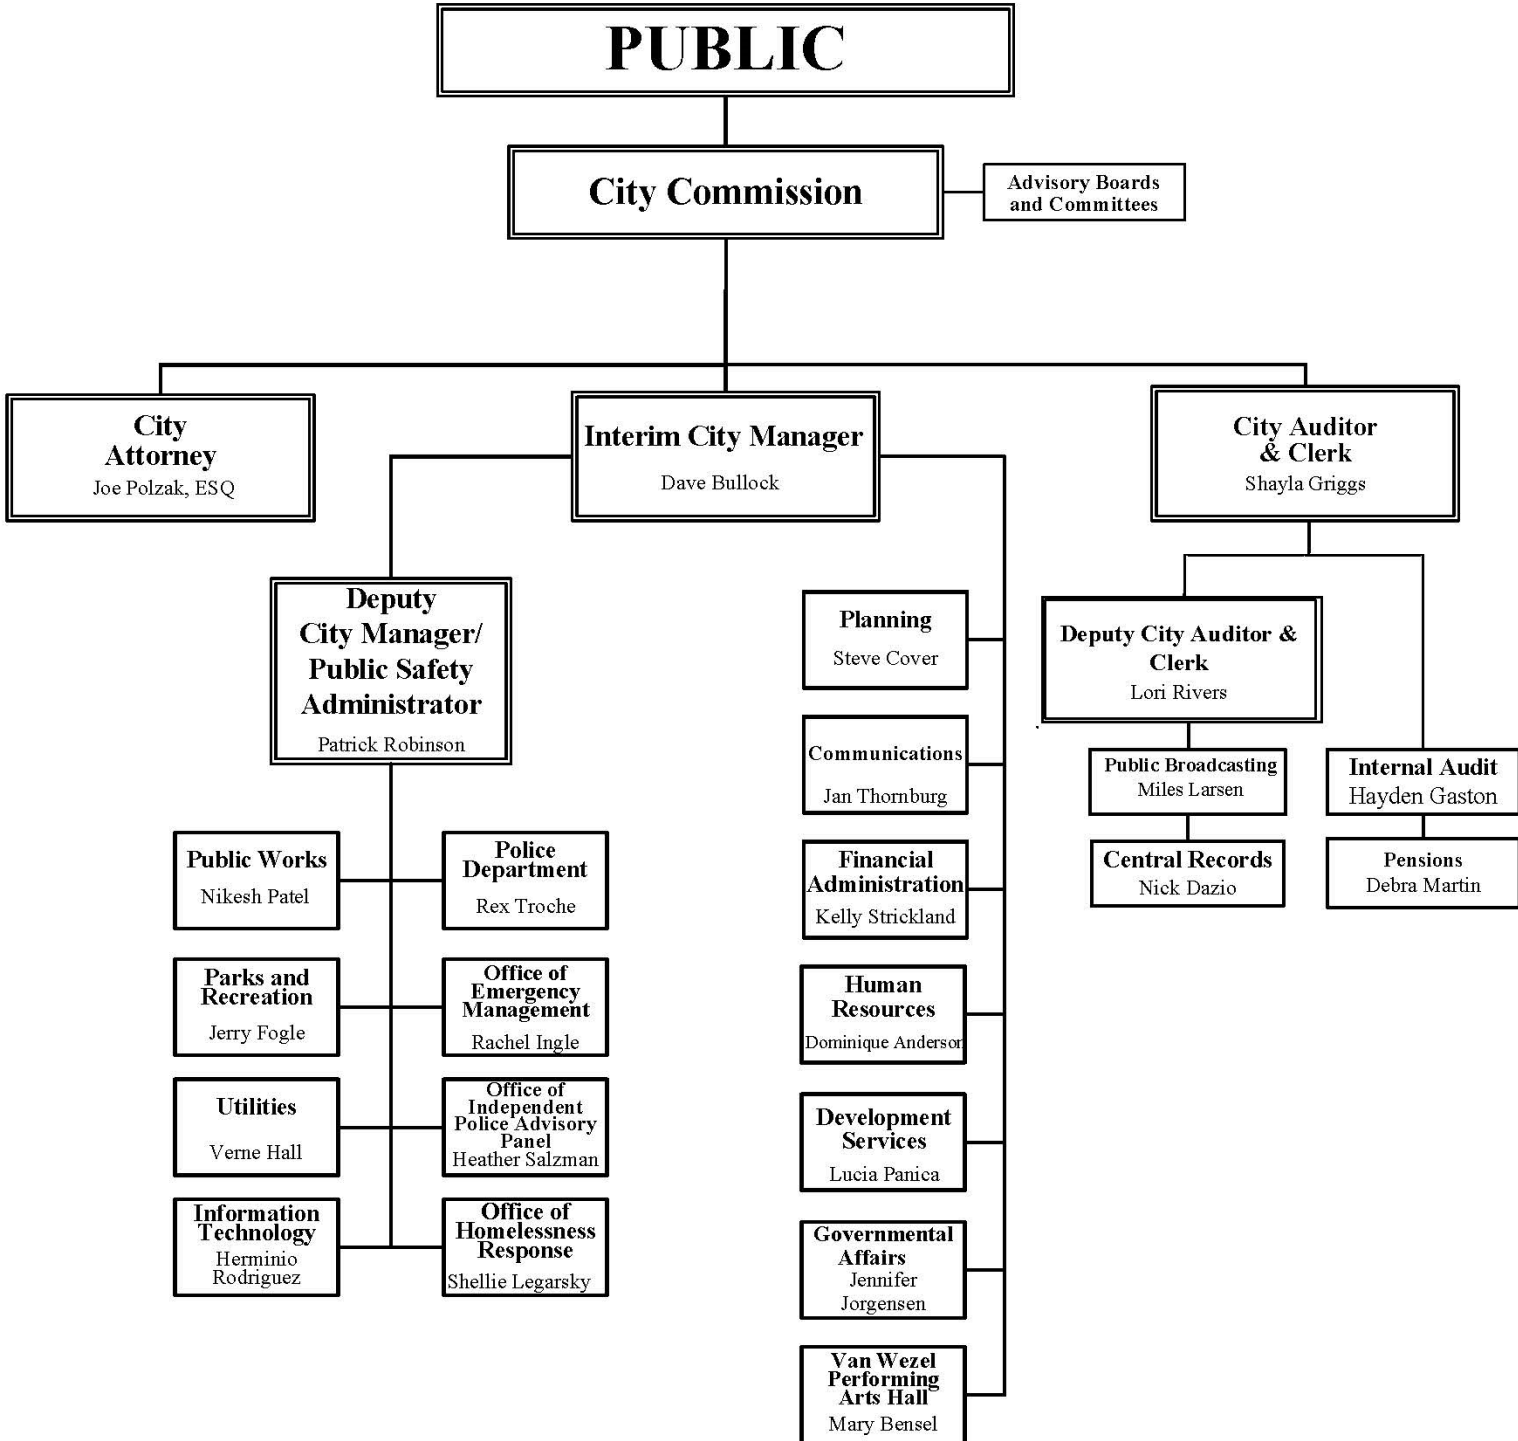 PUBLIC
City Commission
Advisory Boards
and Committees
City
Attorney
Joe Polzak, ESQ
Interim City Manager
Dave Bullock
City Auditor
& Clerk
Shayla Griggs
Deputy
City Manager/
Public Safety
Administrator
Patrick Robinson
Public Works
Nikesh Patel
Police
Department
Rex Troche
Parks and
Recreation
Jerry Fogle
Office of
Emergency
Management
Rachel Ingle
Utilities
Verne Hall
Office of
Independent
Police Advisory
Panel
Heather Salzman
Information
Technology
Herminio
Rodriguez
Office of
Homelessness
Response
Shellie Legarsky
Planning
Steve Cover
Communications
Jan Thornburg
Financial
Administration
Kelly Strickland
Human
Resources
Dominique Anderson
Development
Services
Lucia Panica
Governmental
Affairs
Jennifer
Jorgensen
Van Wezel
Performing
Arts Hall
Mary Bensel
Deputy City Auditor &
Clerk
Lori Rivers
Public Broadcasting
Miles Larsen
Central Records
Nick Dazio
Internal Audit
Hayden Gaston
Pensions
Debra Martin